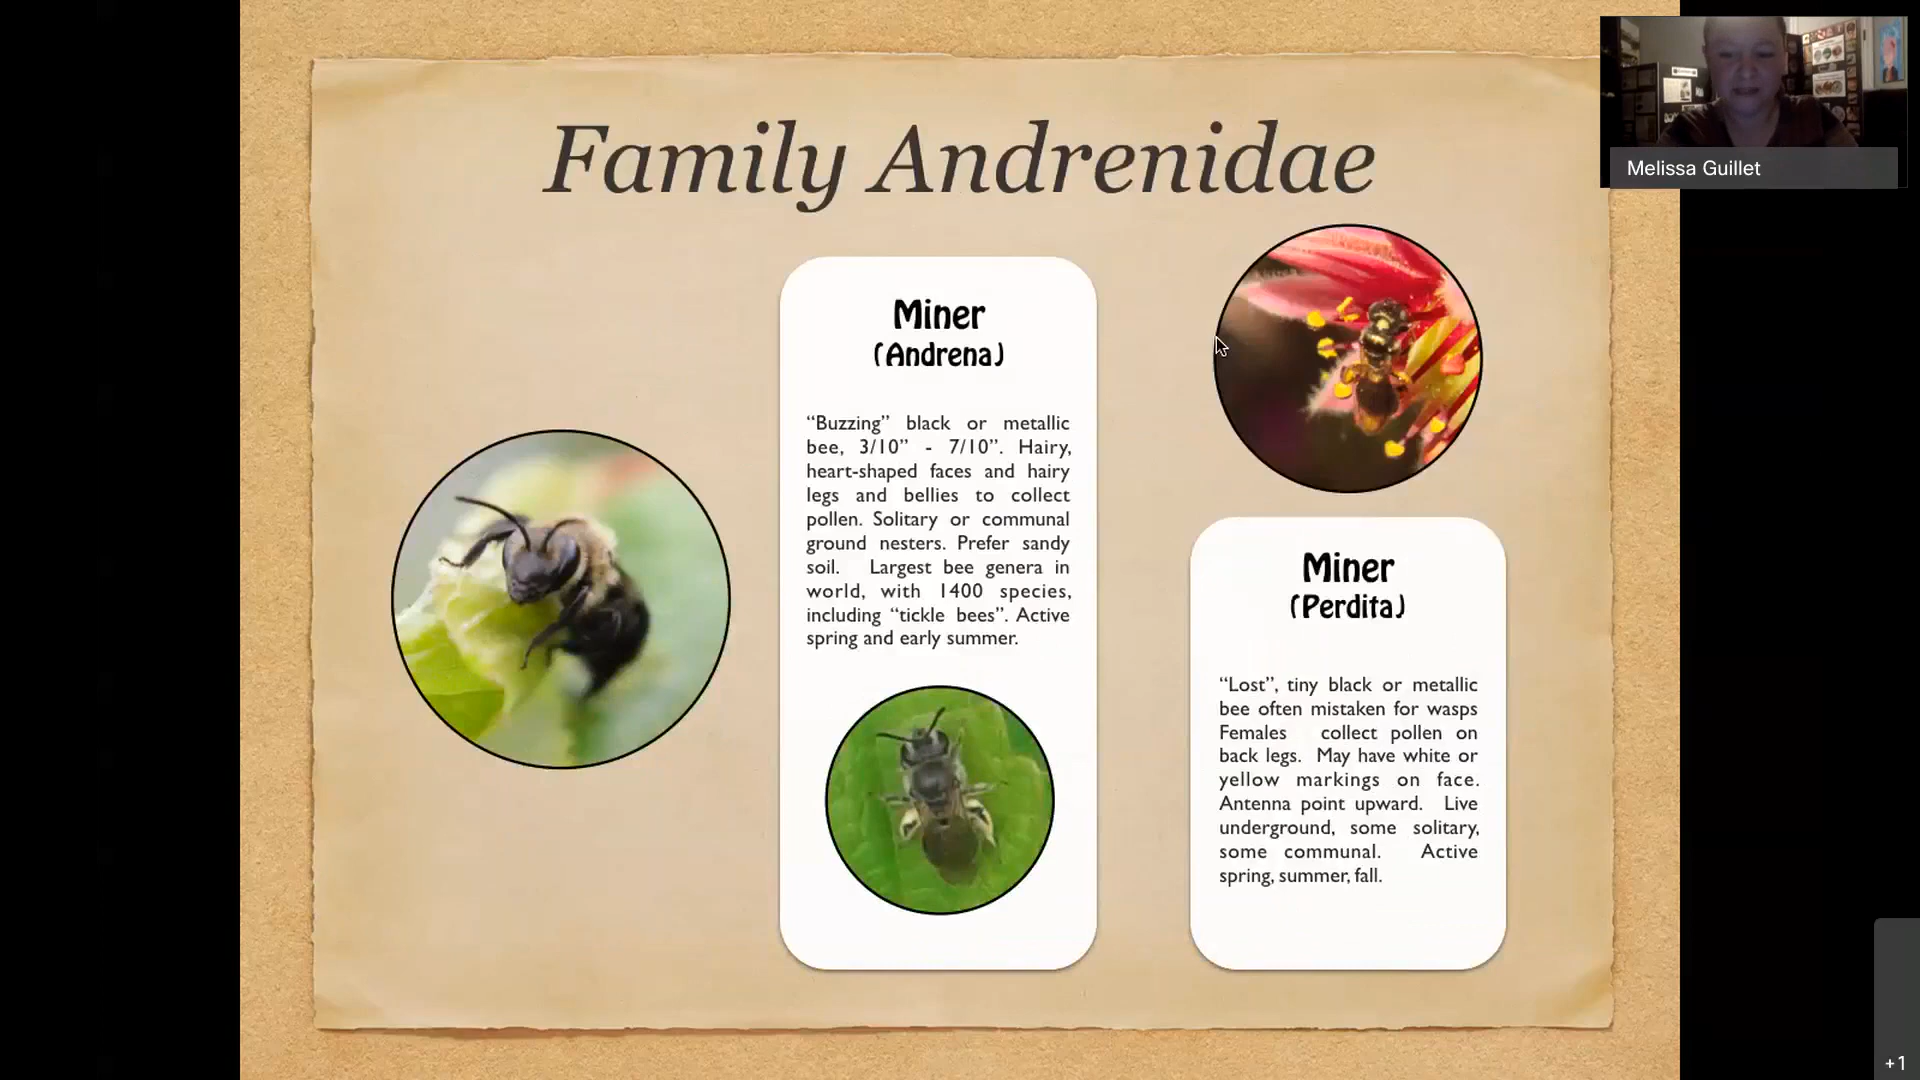 Family Andrenidae
Melissa Guillet
Miner
(Andrena)
“Buzzing” black or metallic
bee, 3/10” - 7/10”. Hairy,
heart-shaped faces and hairy
legs and bellies to collect
pollen. Solitary or communal
ground nesters. Prefer sandy
soil. Largest bee genera in
world, with 1400 species,
including “tickle bees”. Active
spring and early summer.
Miner
(Perdita)
“Lost”, tiny black or metallic
bee often mistaken for wasps
Females collect pollen on
back legs. May have white or
yellow markings on face.
Antenna point upward. Live
underground, some solitary,
some communal. Active
spring, summer, fall.
+1